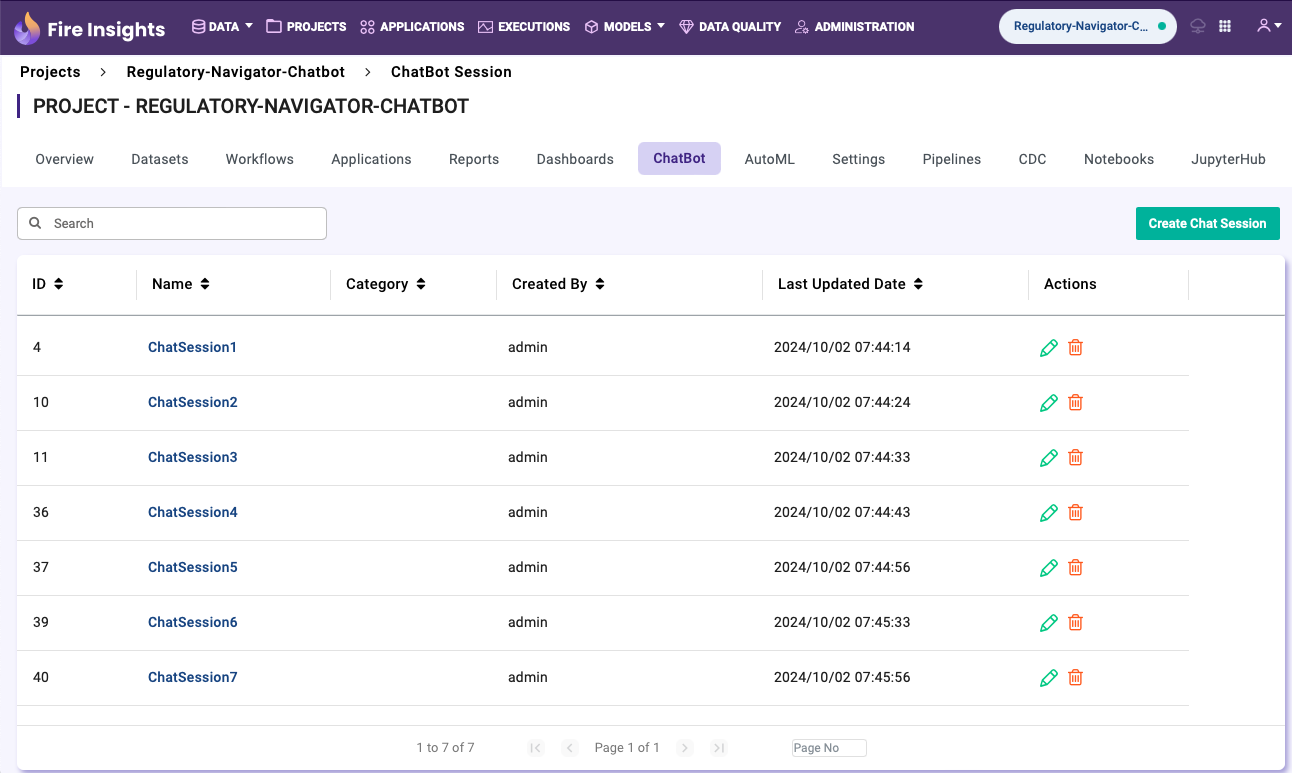 Fire Insights DATA PROJECTS APPLICATIONS EXECUTIONS MODELS DATA QUALITY ADMINISTRATION Regulatory-Navigator-C...
Projects > Regulatory-Navigator-Chatbot > ChatBot Session
PROJECT - REGULATORY-NAVIGATOR-CHATBOT
Overview Datasets Workflows Applications Reports Dashboards ChatBot AutoML Settings Pipelines CDC Notebooks JupyterHub
Search Create Chat Session
ID Name Category Created By Last Updated Date Actions
4 ChatSession1 admin 2024/10/02 07:44:14
10 ChatSession2 admin 2024/10/02 07:44:24
11 ChatSession3 admin 2024/10/02 07:44:33
36 ChatSession4 admin 2024/10/02 07:44:43
37 ChatSession5 admin 2024/10/02 07:44:56
39 ChatSession6 admin 2024/10/02 07:45:33
40 ChatSession7 admin 2024/10/02 07:45:56
1 to 7 of 7 Page 1 of 1 Page No